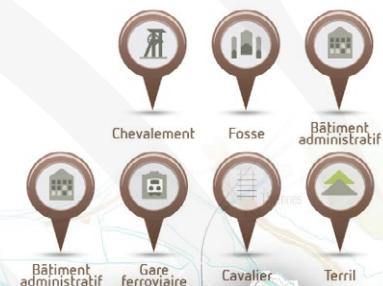 Chevalement Fosse Bâtiment
administratif
Bâtiment
administratif Gare
ferroviaire Cavalier Terril